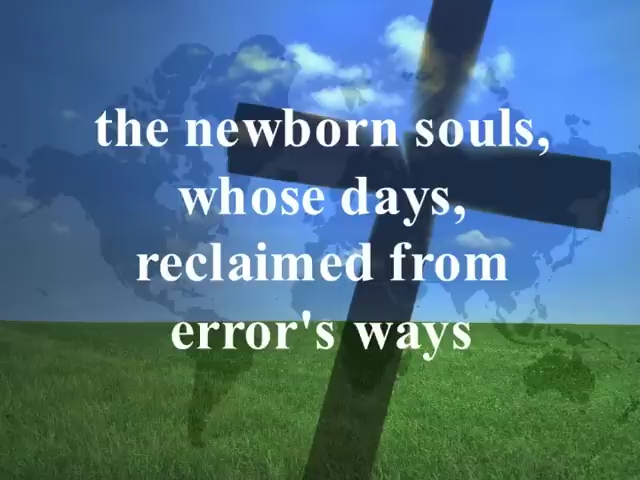 the newborn souls,
whose days,
reclaimed from
error's ways